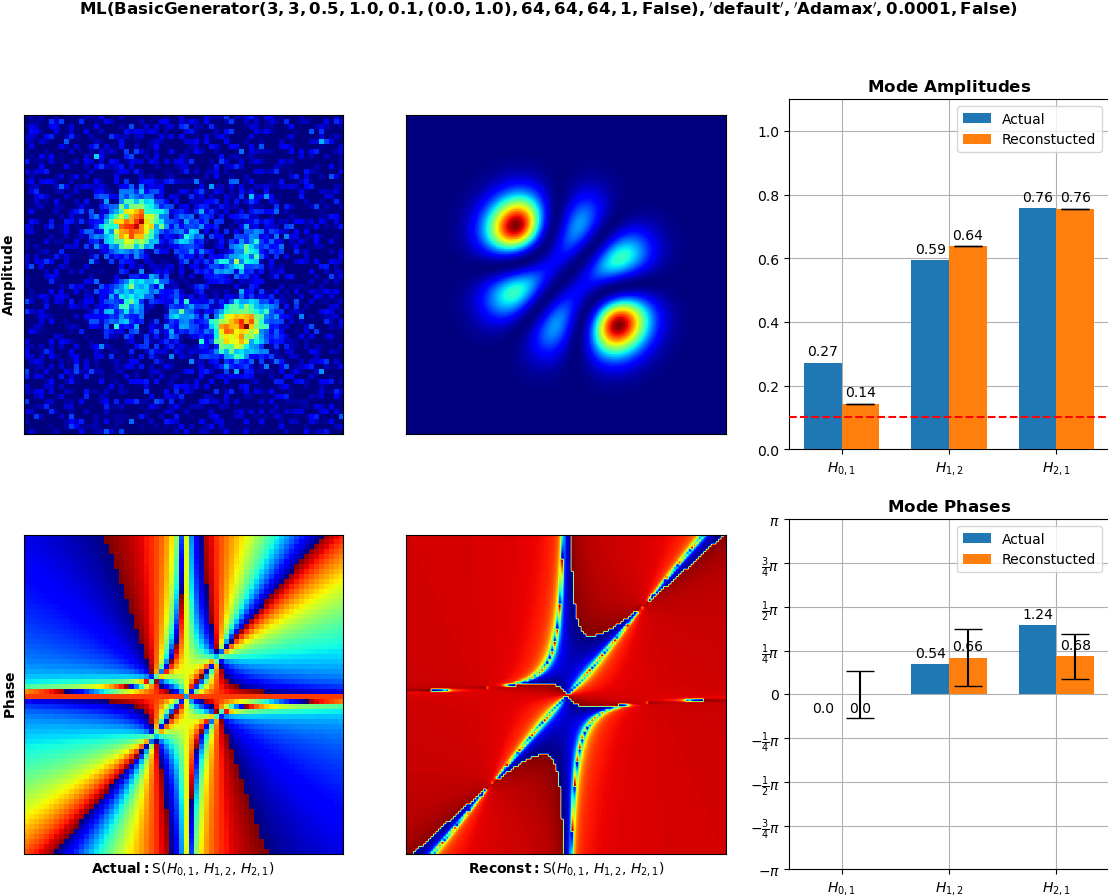 ML(BasicGenerator(3, 3, 0.5, 1.0, 0.1, (0.0, 1.0), 64, 64, 64, 1, False), ′default′, ′Adamax′, 0.0001, False)
Amplitude
Mode Amplitudes
Actual
Reconstucted
1.0
0.8
0.6
0.4
0.2
0.0
0.27
0.14
0.59
0.64
0.76
0.76
H0, 1
H1, 2
H2, 1
Phase
Actual: S(H0, 1, H1, 2, H2, 1)
Reconst: S(H0, 1, H1, 2, H2, 1)
Mode Phases
Actual
Reconstucted
π
3/4π
1/2π
1/4π
0
−1/4π
−1/2π
−3/4π
−π
0.0
0.0
0.54
0.66
1.24
0.68
H0, 1
H1, 2
H2, 1